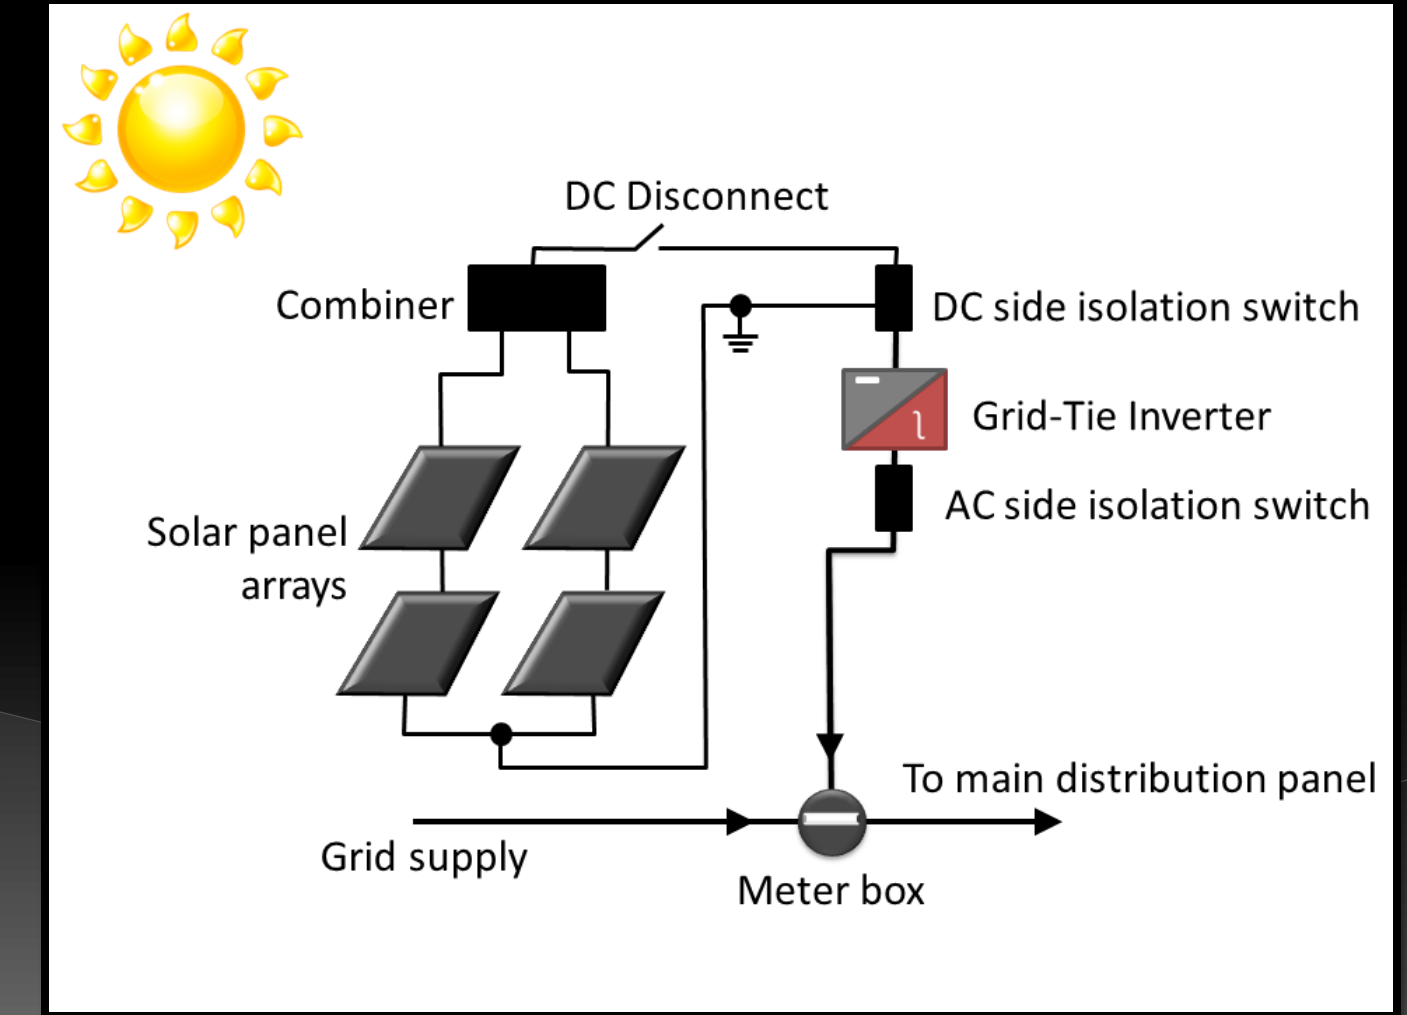 DC Disconnect
Combiner
DC side isolation switch
Grid-Tie Inverter
AC side isolation switch
Solar panel
arrays
To main distribution panel
Grid supply
Meter box